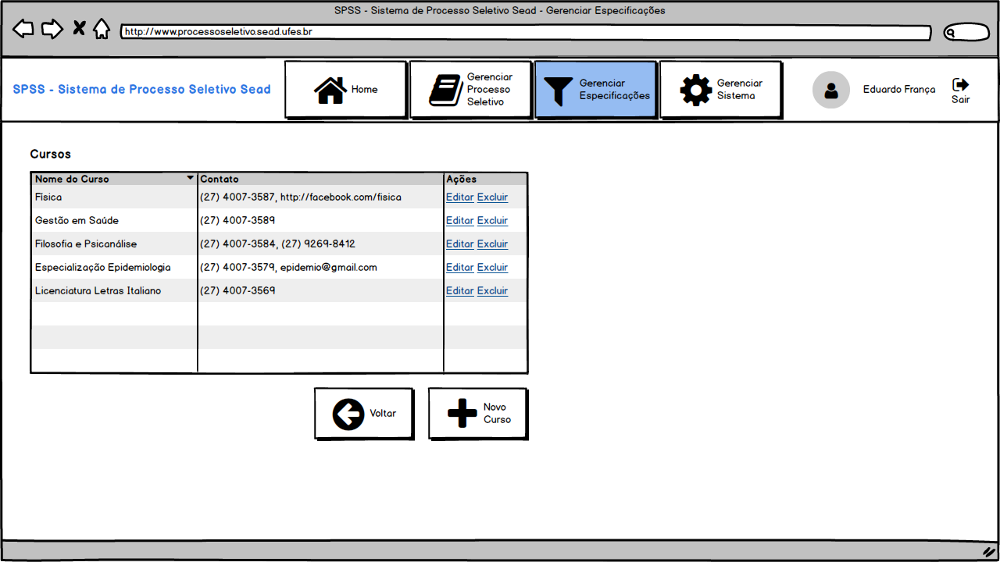 SPSS - Sistema de Processo Seletivo Sead - Gerenciar Especificações
http://www.processoseletivo.sead.ufes.br
SPSS - Sistema de Processo Seletivo Sead
Home
Gerenciar
Processo
Seletivo
Gerenciar
Especificações
Gerenciar
Sistema
Eduardo França
Sair
Cursos
Nome do Curso Contato Ações
Física (27) 4007-3587, http://facebook.com/fisica Editar Excluir
Gestão em Saúde (27) 4007-3589 Editar Excluir
Filosofia e Psicanálise (27) 4007-3584, (27) 9269-8412 Editar Excluir
Especialização Epidemiologia (27) 4007-3579, epidemio@gmail.com Editar Excluir
Licenciatura Letras Italiano (27) 4007-3569 Editar Excluir
Voltar
Novo
Curso